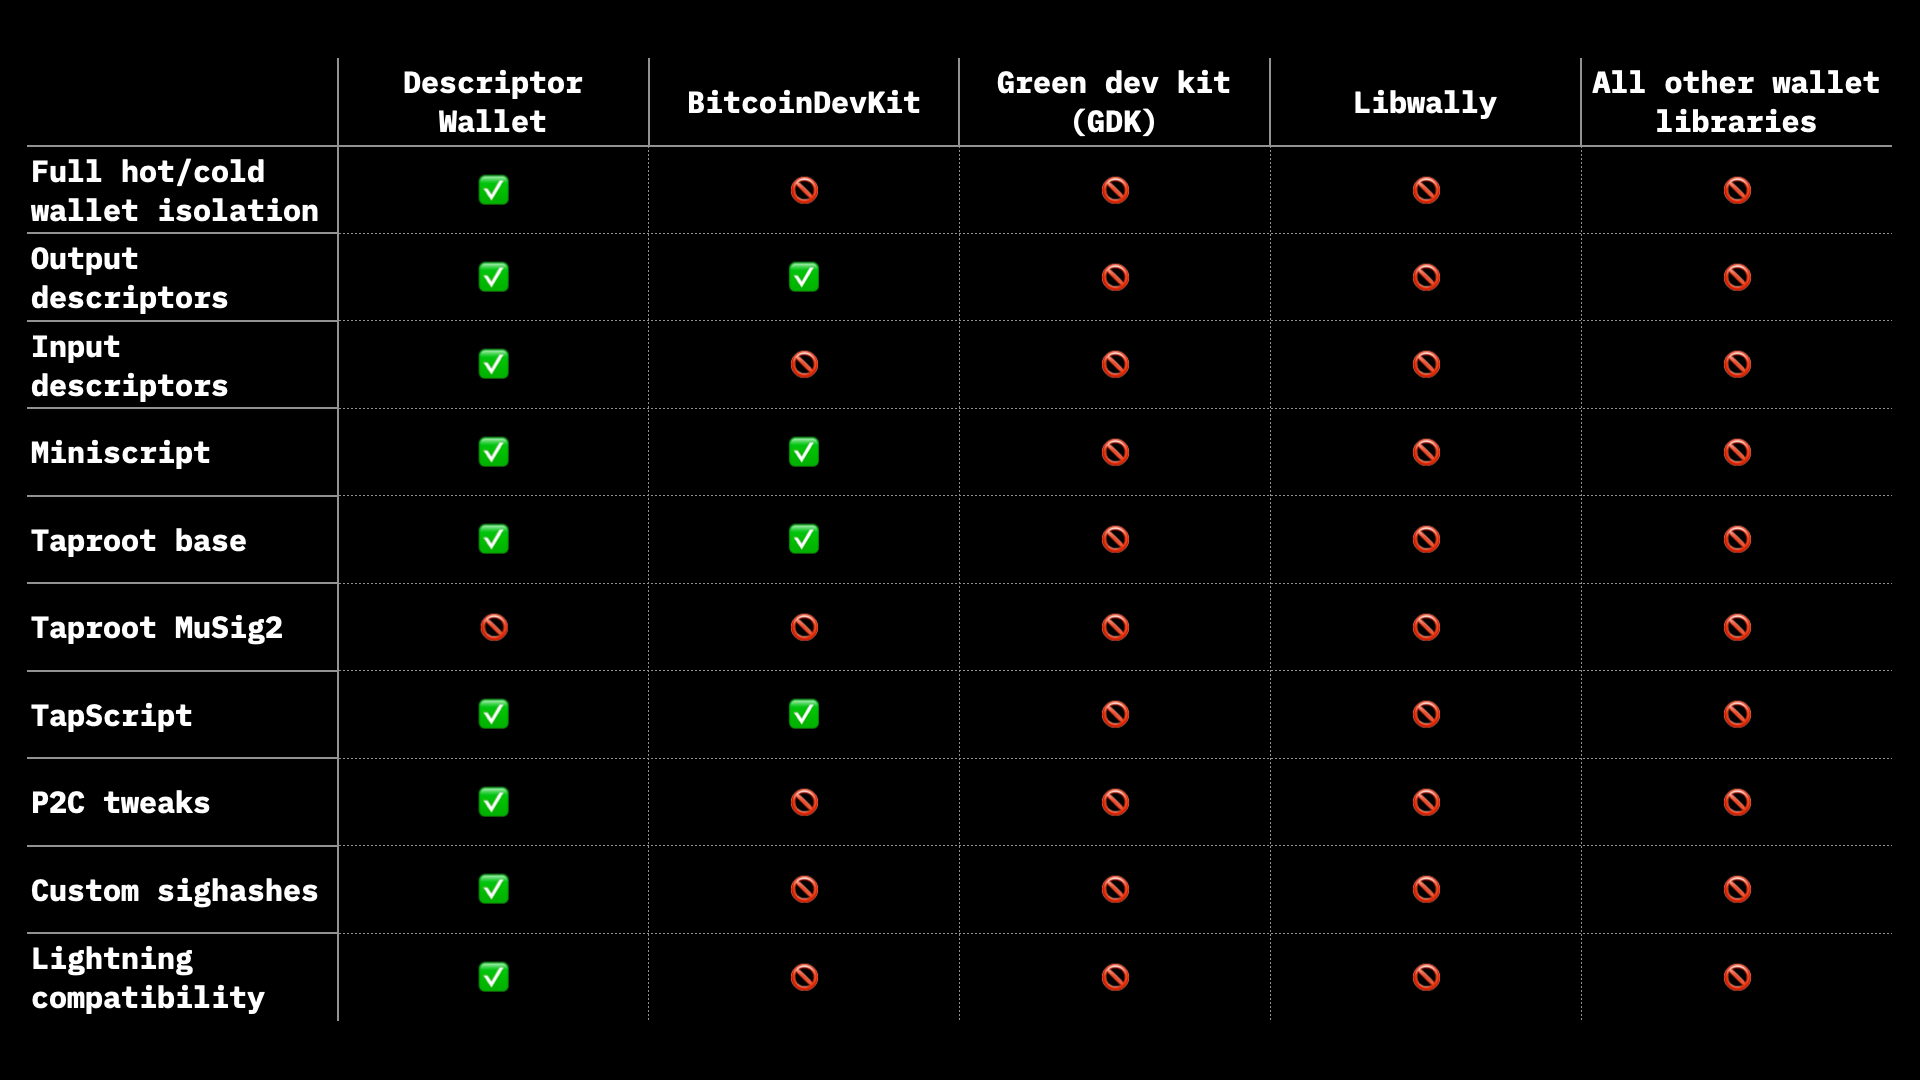 Descriptor
Wallet
BitcoinDevKit
Green dev kit
(GDK)
Libwally
All other wallet
libraries
Full hot/cold
wallet isolation
✅ 🚫 🚫 🚫 🚫
Output
descriptors
✅ ✅ 🚫 🚫 🚫
Input
descriptors
✅ 🚫 🚫 🚫 🚫
Miniscript
✅ ✅ 🚫 🚫 🚫
Taproot base
✅ ✅ 🚫 🚫 🚫
Taproot MuSig2
🚫 🚫 🚫 🚫 🚫
TapScript
✅ ✅ 🚫 🚫 🚫
P2C tweaks
✅ 🚫 🚫 🚫 🚫
Custom sighashes
✅ 🚫 🚫 🚫 🚫
Lightning
compatibility
✅ 🚫 🚫 🚫 🚫